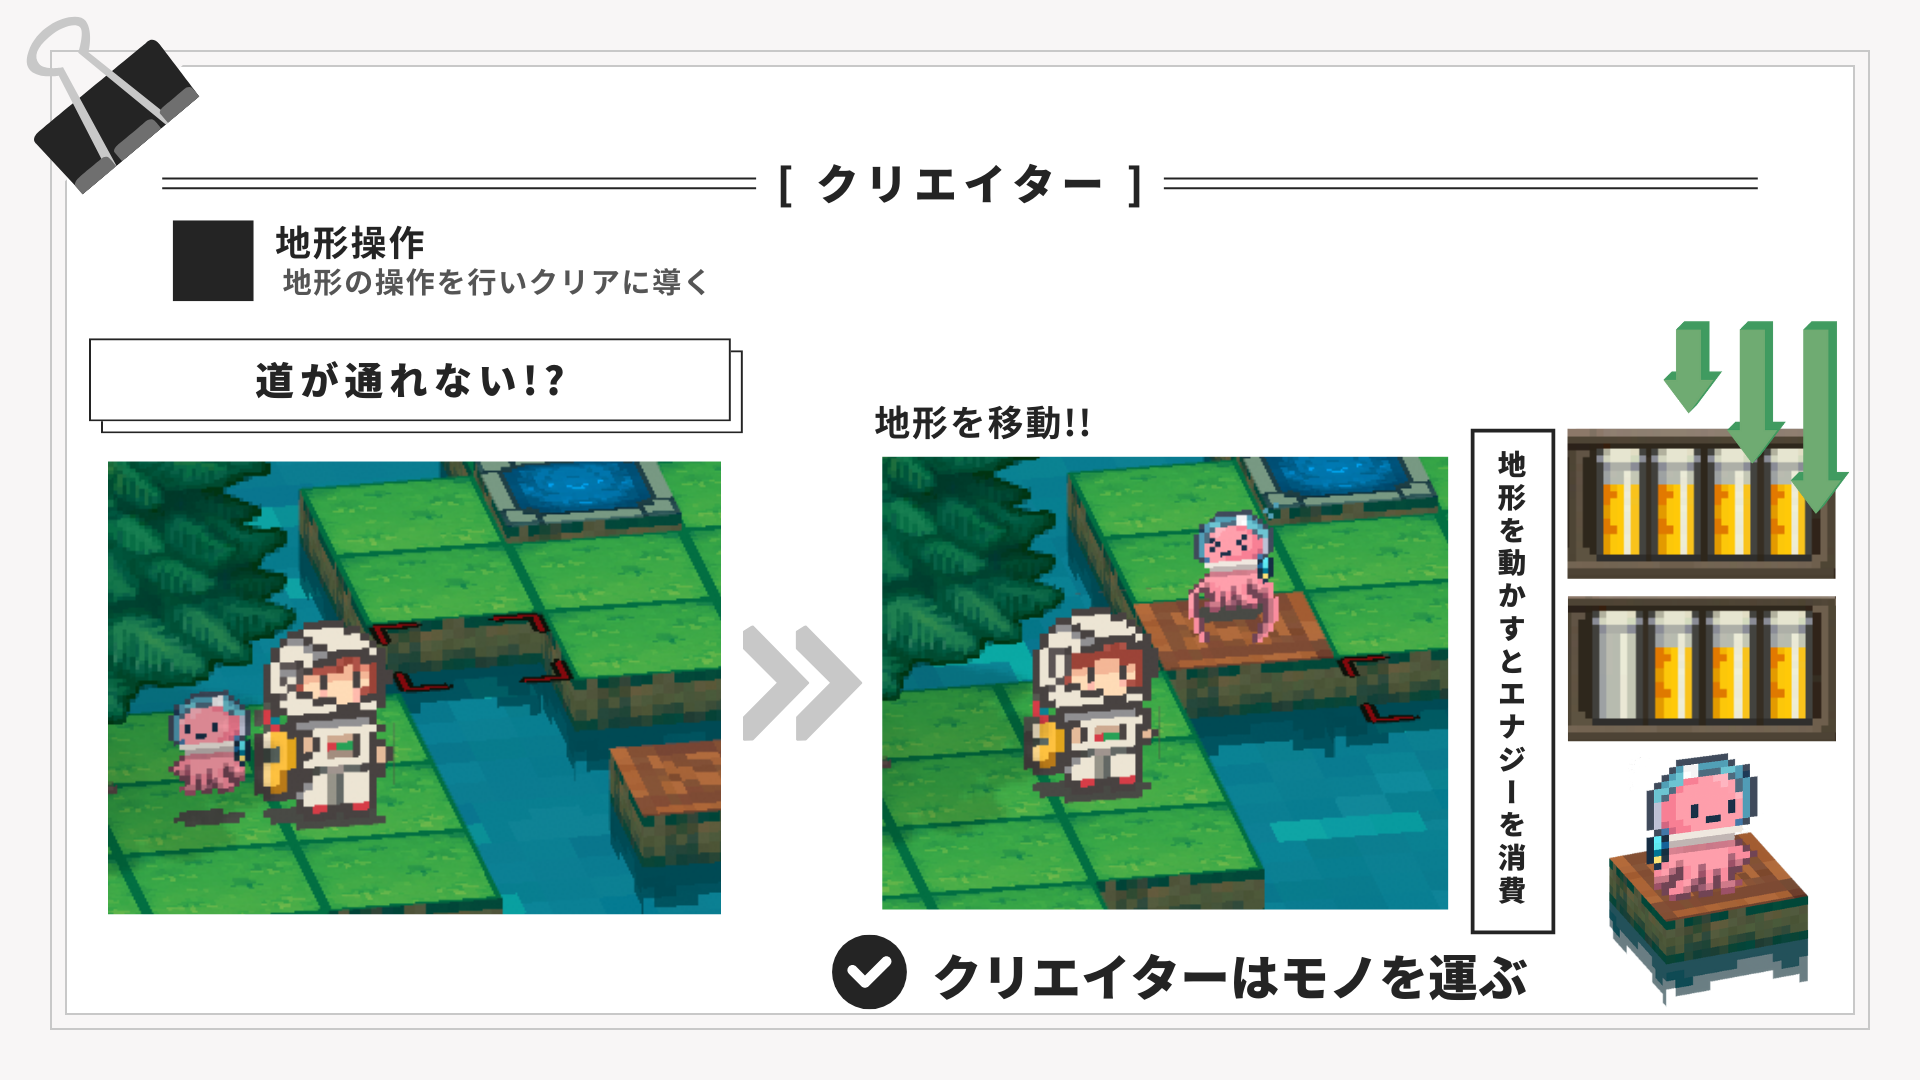 [ クリエイター ]
地形操作
地形の操作を行いクリアに導く
道が通れない!?
地形を移動!!
地形を動かすとエナジーを消費
クリエイターはモノを運ぶ